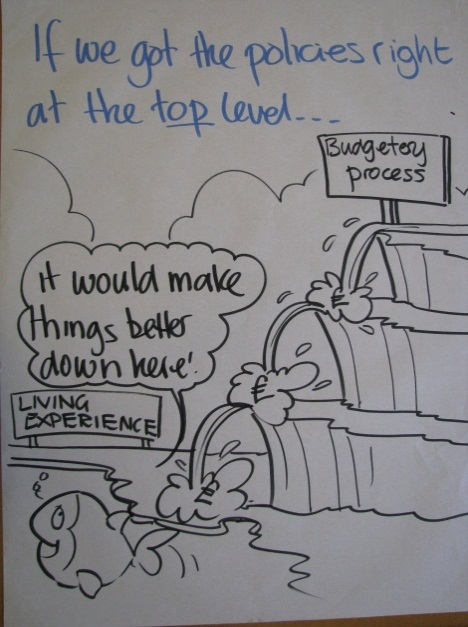 If we got the policies right
at the top level...
Budgetory
process
it would make
things better
down here!
LIVING
EXPERIENCE
€
€
€